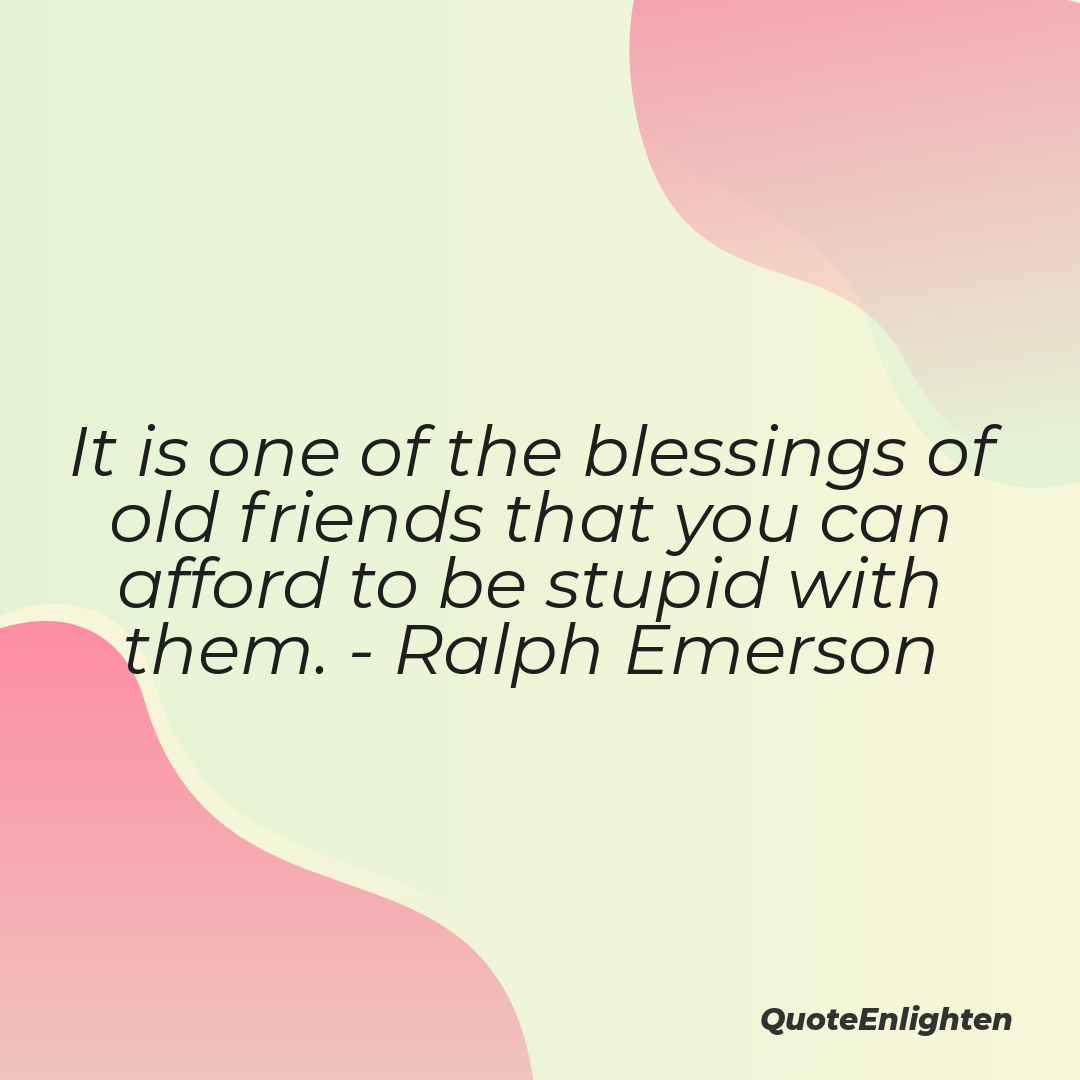 It is one of the blessings of
old friends that you can
afford to be stupid with
them. - Ralph Emerson
QuoteEnlighten